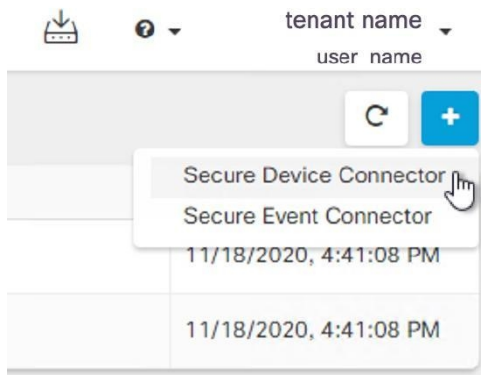 tenant name
user name
Secure Device Connector
Secure Event Connector
11/18/2020, 4:41:08 PM
11/18/2020, 4:41:08 PM